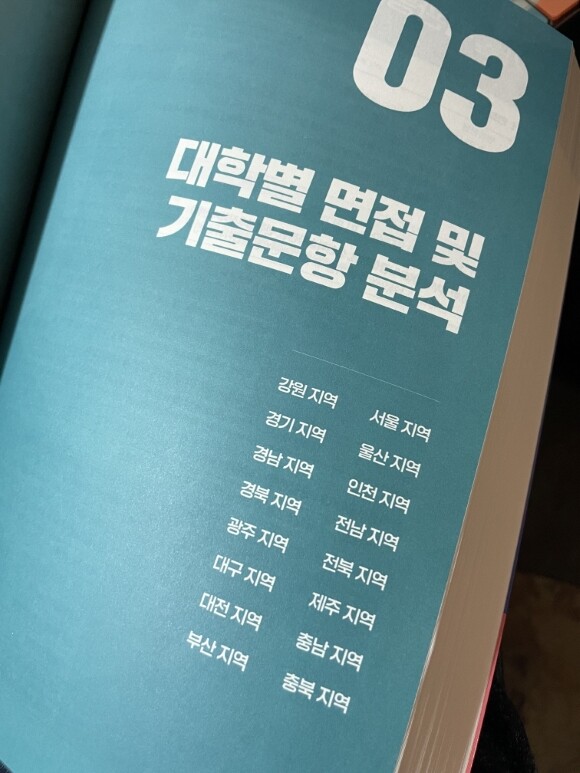 03
대학별 면접 및
기출문항 분석
강원 지역
경기 지역
경남 지역
경북 지역
광주 지역
대구 지역
대전 지역
부산 지역
서울 지역
울산 지역
인천 지역
전남 지역
전북 지역
제주 지역
충남 지역
충북 지역